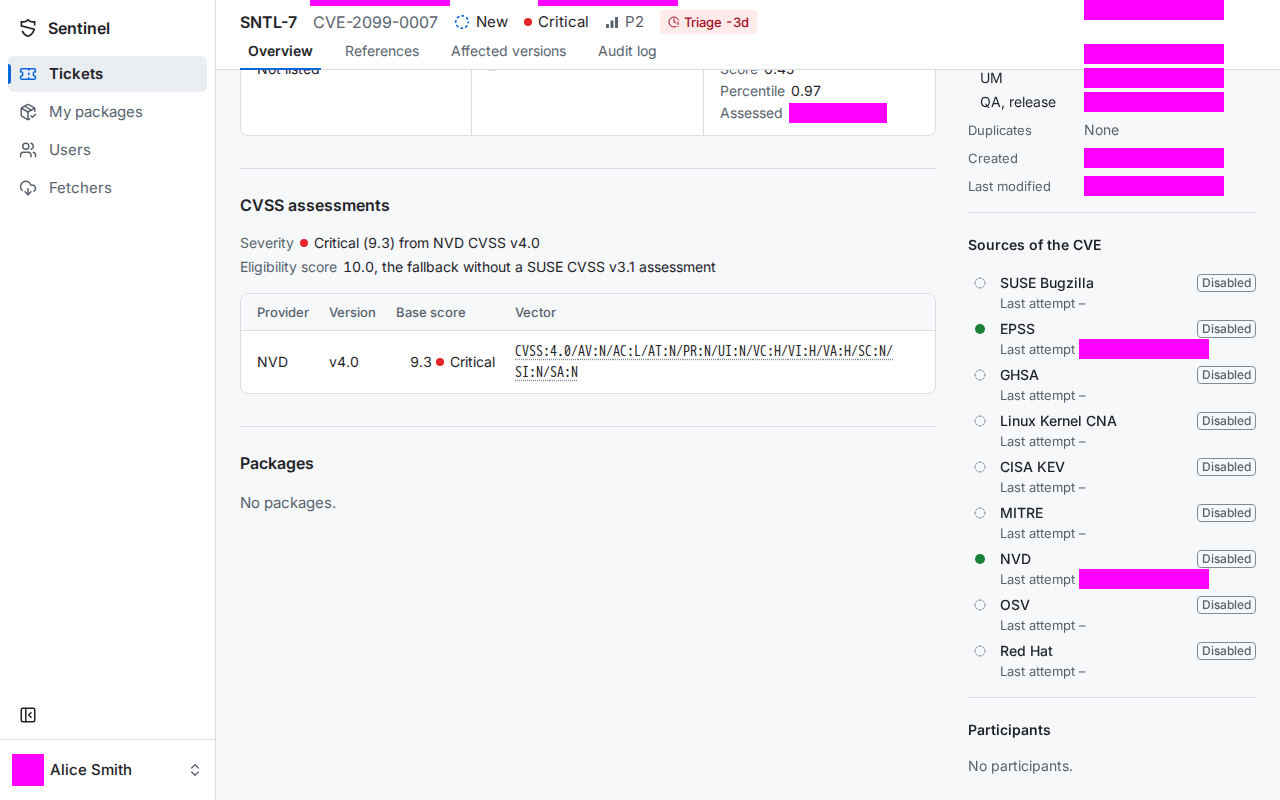 Sentinel
Tickets
My packages
Users
Fetchers
Alice Smith
SNTL-7 CVE-2099-0007 New Critical P2 Triage -3d
Overview References Affected versions Audit log
Not listed
Score 0.45
Percentile 0.97
Assessed
CVSS assessments
Severity Critical (9.3) from NVD CVSS v4.0
Eligibility score 10.0, the fallback without a SUSE CVSS v3.1 assessment
Provider Version Base score Vector
NVD v4.0 9.3 Critical CVSS:4.0/AV:N/AC:L/AT:N/PR:N/UI:N/VC:H/VI:H/VA:H/SC:N/
SI:N/SA:N
Packages
No packages.
UM
QA, release
Duplicates None
Created
Last modified
Sources of the CVE
SUSE Bugzilla Disabled
Last attempt –
EPSS Disabled
Last attempt
GHSA Disabled
Last attempt –
Linux Kernel CNA Disabled
Last attempt –
CISA KEV Disabled
Last attempt –
MITRE Disabled
Last attempt –
NVD Disabled
Last attempt
OSV Disabled
Last attempt –
Red Hat Disabled
Last attempt –
Participants
No participants.